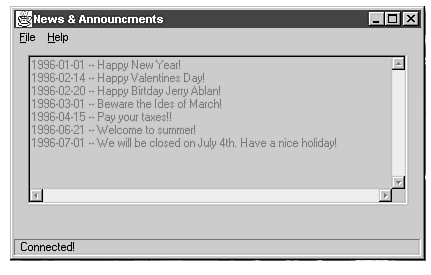 News & Announcments
File Help
1996-01-01 -- Happy New Year!
1996-02-14 -- Happy Valentines Day!
1996-02-20 -- Happy Birtday Jerry Ablan!
1996-03-01 -- Beware the Ides of March!
1996-04-15 -- Pay your taxes!!
1996-06-21 -- Welcome to summer!
1996-07-01 -- We will be closed on July 4th. Have a nice holiday!
Connected!